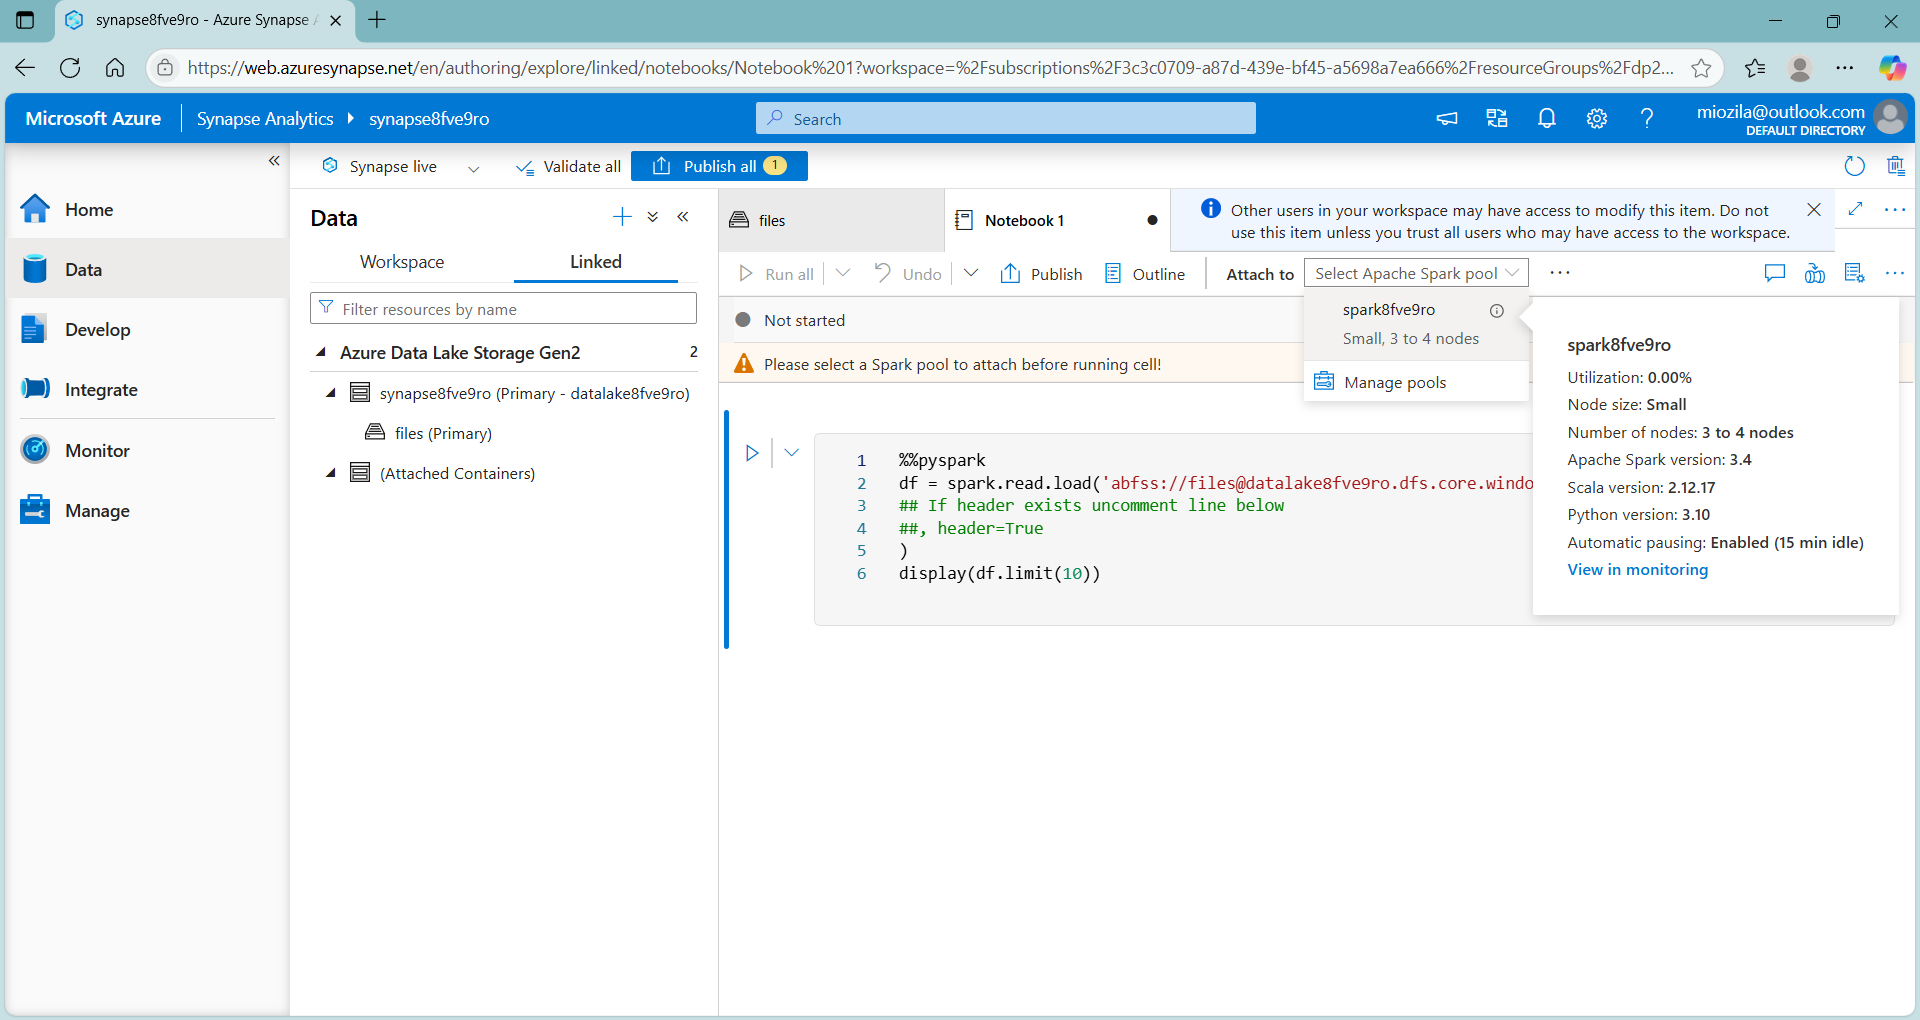 synapse8fve9ro - Azure Synapse A
https://web.azuresynapse.net/en/authoring/explore/linked/notebooks/Notebook%201?workspace=%2Fsubscriptions%2F3c3c0709-a87d-439e-bf45-a5698a7ea666%2FresourceGroups%2Fdp2...
Microsoft Azure
Synapse Analytics
synapse8fve9ro
Search
miozila@outlook.com
DEFAULT DIRECTORY
Synapse live
Validate all
Publish all 1
Home
Data
Develop
Integrate
Monitor
Manage
Data
Workspace
Linked
Filter resources by name
Azure Data Lake Storage Gen2 2
synapse8fve9ro (Primary - datalake8fve9ro)
files (Primary)
(Attached Containers)
files
Notebook 1
Other users in your workspace may have access to modify this item. Do not
use this item unless you trust all users who may have access to the workspace.
Run all
Undo
Publish
Outline
Attach to
Select Apache Spark pool
Not started
Please select a Spark pool to attach before running cell!
spark8fve9ro
Small, 3 to 4 nodes
Manage pools
1 %%pyspark
2 df = spark.read.load('abfss://files@datalake8fve9ro.dfs.core.windo
3 ## If header exists uncomment line below
4 ##, header=True
5 )
6 display(df.limit(10))
spark8fve9ro
Utilization: 0.00%
Node size: Small
Number of nodes: 3 to 4 nodes
Apache Spark version: 3.4
Scala version: 2.12.17
Python version: 3.10
Automatic pausing: Enabled (15 min idle)
View in monitoring